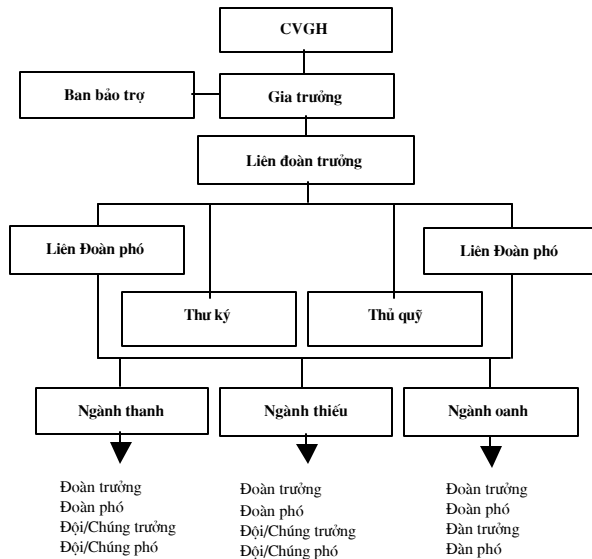 CVGH
Ban bảo trợ
Gia trưởng
Liên đoàn trưởng
Liên Đoàn phó
Liên Đoàn phó
Thư ký
Thủ quỹ
Ngành thanh
Ngành thiếu
Ngành oanh
Đoàn trưởng
Đoàn phó
Đội/Chúng trưởng
Đội/Chúng phó
Đoàn trưởng
Đoàn phó
Đội/Chúng trưởng
Đội/Chúng phó
Đoàn trưởng
Đoàn phó
Đàn trưởng
Đàn phó